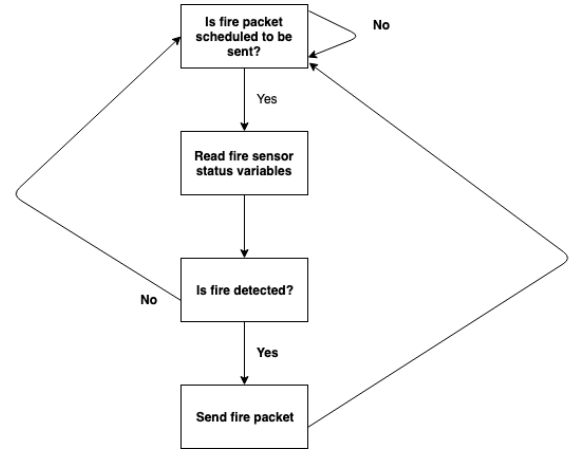 Is fire packet
scheduled to be
sent?
No
Yes
Read fire sensor
status variables
Is fire detected?
No
Yes
Send fire packet